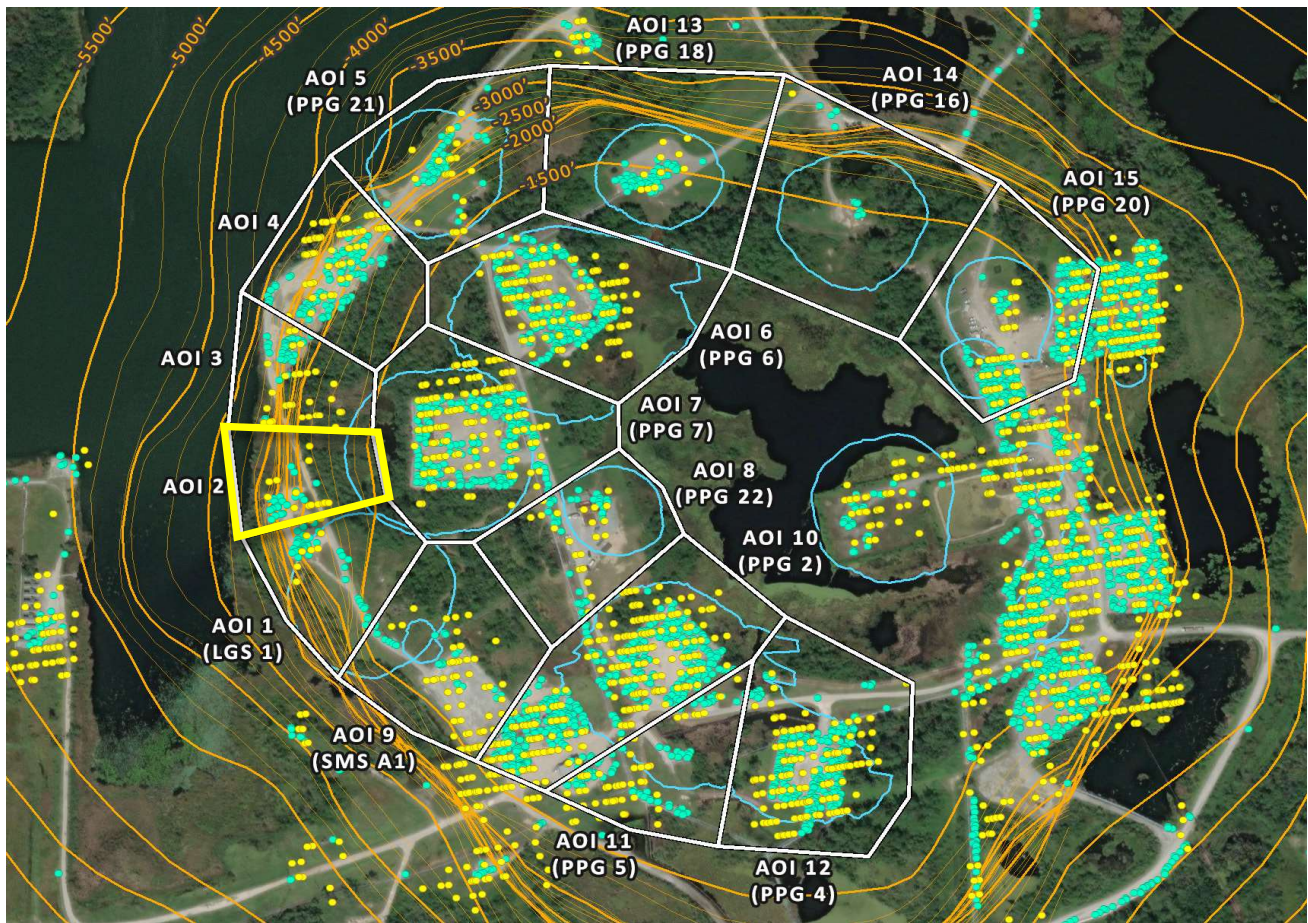 -5500'
-5000'
-4500'
-4000'
-3500'
-3000'
-2500'
-2000'
-1500'
AOI 13
(PPG 18)
AOI 5
(PPG 21)
AOI 14
(PPG 16)
AOI 15
(PPG 20)
AOI 4
AOI 3
AOI 6
(PPG 6)
AOI 7
(PPG 7)
AOI 2
AOI 8
(PPG 22)
AOI 10
(PPG 2)
AOI 1
(LGS 1)
AOI 9
(SMS A1)
AOI 11
(PPG 5)
AOI 12
(PPG 4)